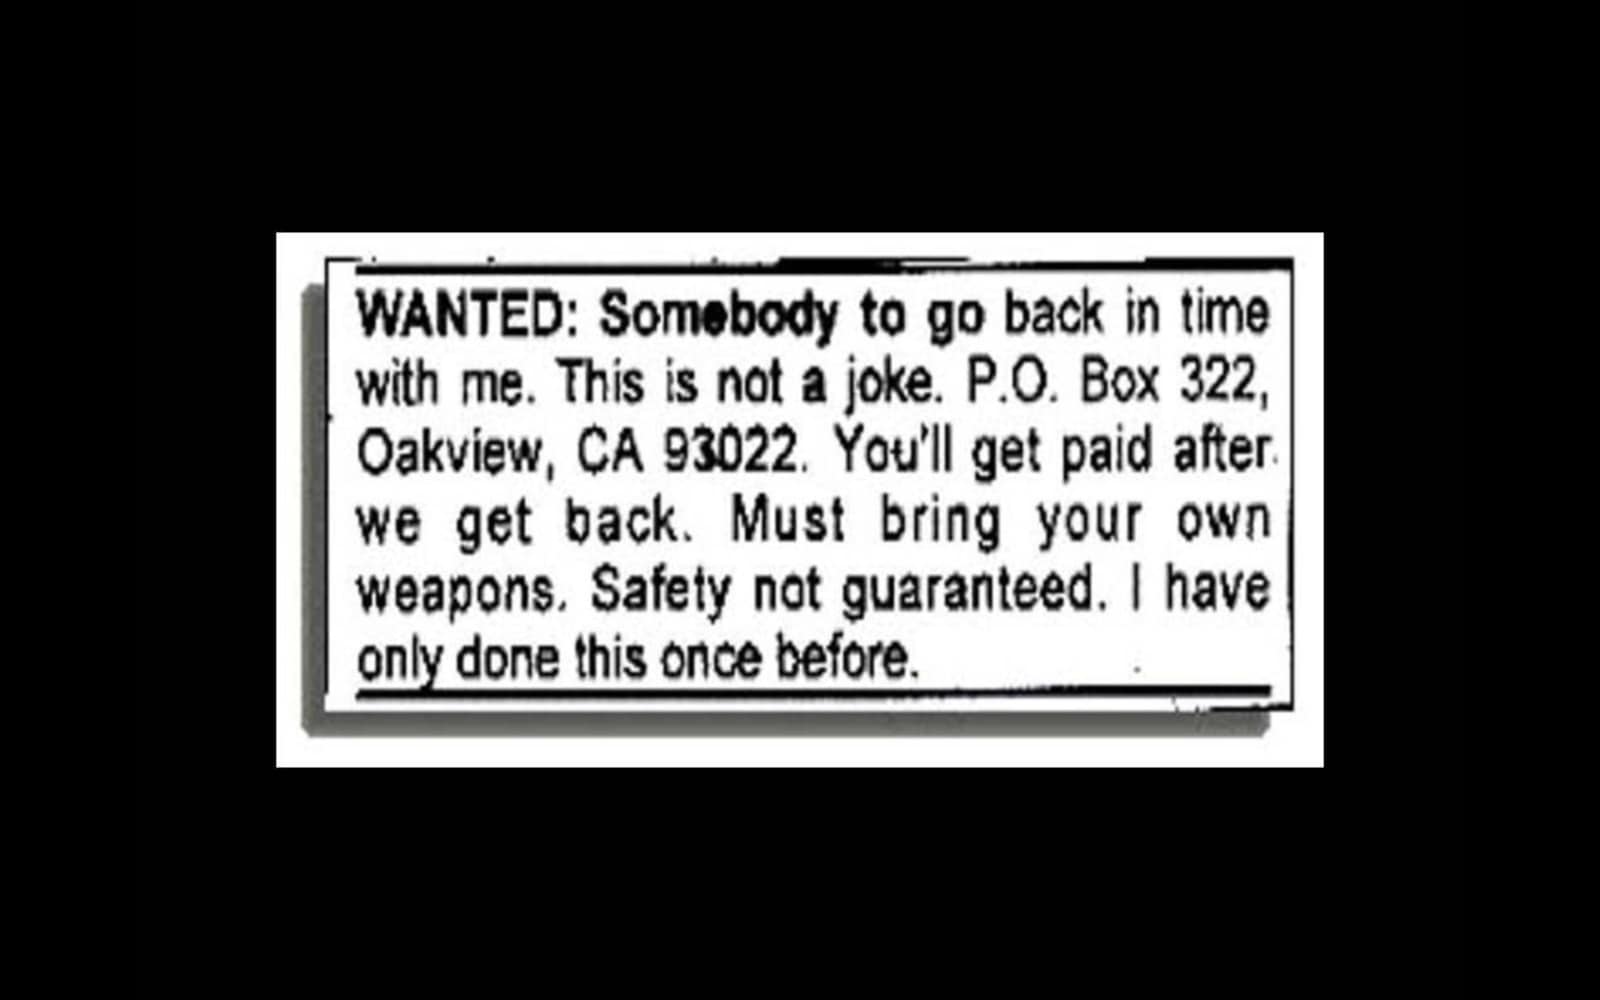 WANTED: Somebody to go back in time
with me. This is not a joke. P.O. Box 322,
Oakview, CA 93022. You'll get paid after
we get back. Must bring your own
weapons. Safety not guaranteed. I have
only done this once before.